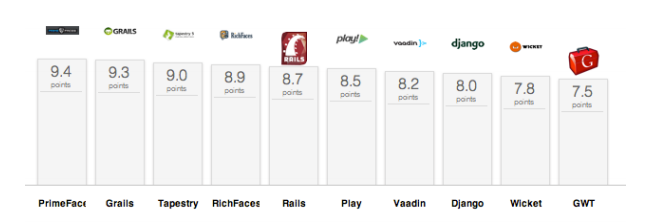 GRAILS
tapestry 5
RichFaces
RAILS
play!
vaadin }>
django
WICKET
G
9.4
points
9.3
points
9.0
points
8.9
points
8.7
points
8.5
points
8.2
points
8.0
points
7.8
points
7.5
points
PrimeFace
Grails
Tapestry
RichFaces
Rails
Play
Vaadin
Django
Wicket
GWT